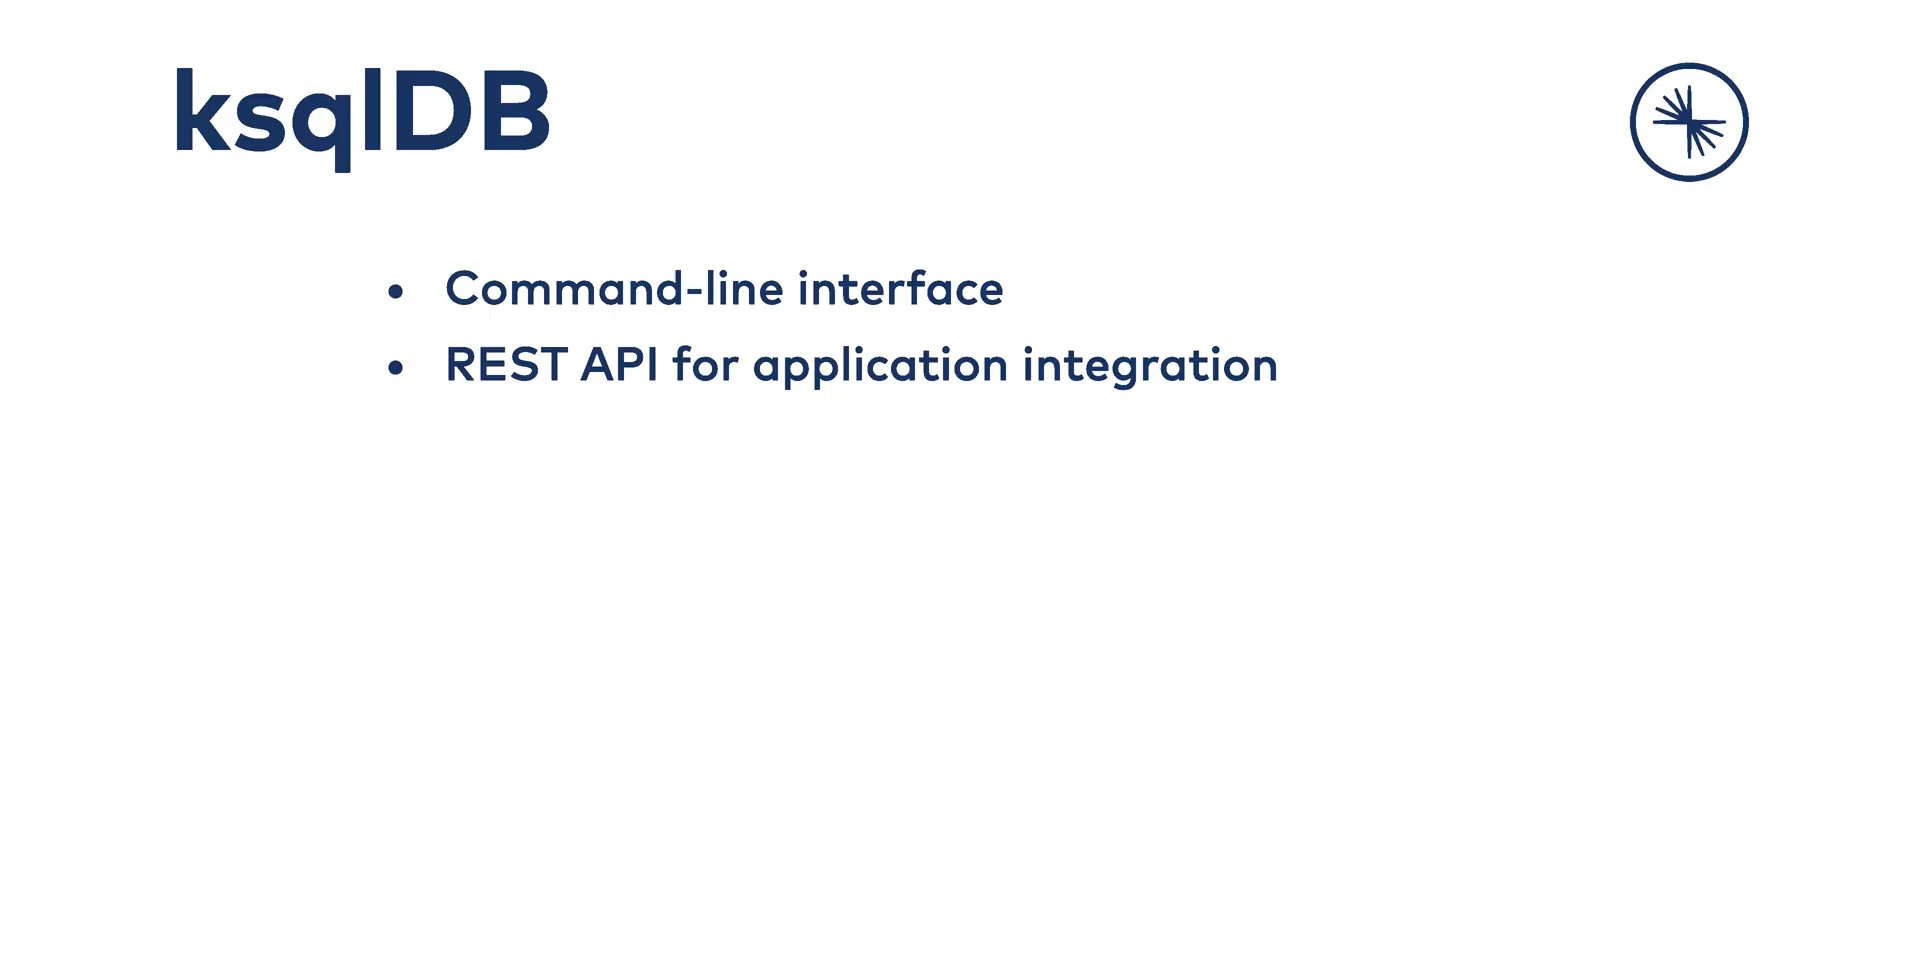 ksqlDB
• Command-line interface
• REST API for application integration